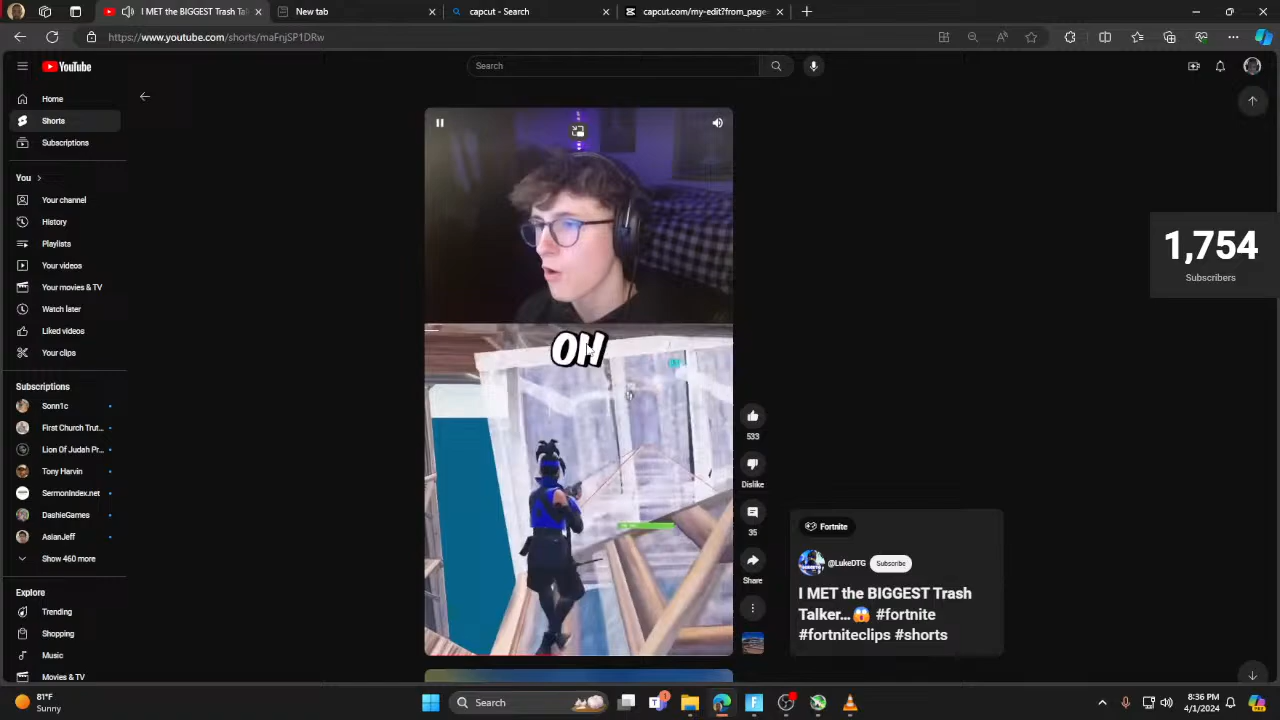 I MET the BIGGEST Trash Tal
New tab
capcut - Search
capcut.com/my-edit?from_page
https://www.youtube.com/shorts/maFnjSP1DRw
YouTube
Search
Home
Shorts
Subscriptions
You
Your channel
History
Playlists
Your videos
Your movies & TV
Watch later
Liked videos
Your clips
Subscriptions
Sonn1c
First Church Trut...
Lion Of Judah Pr...
Tony Harvin
SermonIndex.net
DashieGames
AsianJeff
Show 460 more
Explore
Trending
Shopping
Music
Movies & TV
OH
533
Dislike
35
Share
1,754
Subscribers
Fortnite
@LukeDTG
Subscribe
I MET the BIGGEST Trash
Talker...😱 #fortnite
#fortniteclips #shorts
81°F
Sunny
Search
1
8:36 PM
4/1/2024